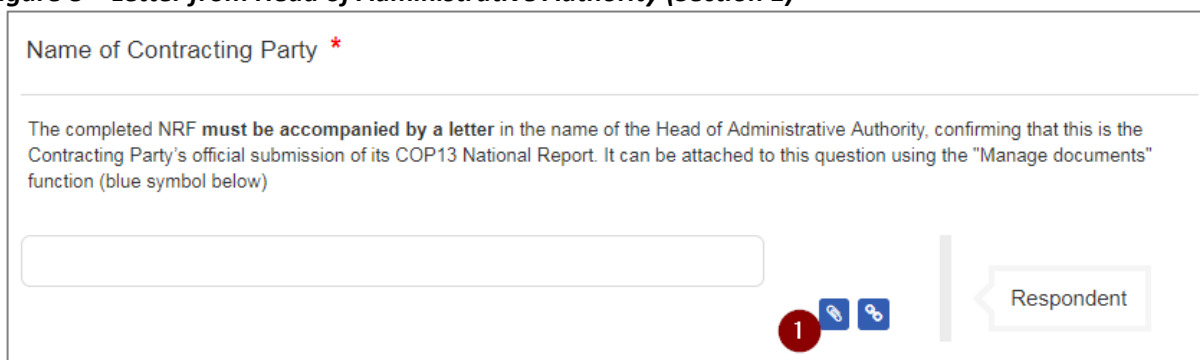 Name of Contracting Party *
The completed NRF must be accompanied by a letter in the name of the Head of Administrative Authority, confirming that this is the
Contracting Party's official submission of its COP13 National Report. It can be attached to this question using the "Manage documents"
function (blue symbol below)
Respondent
1